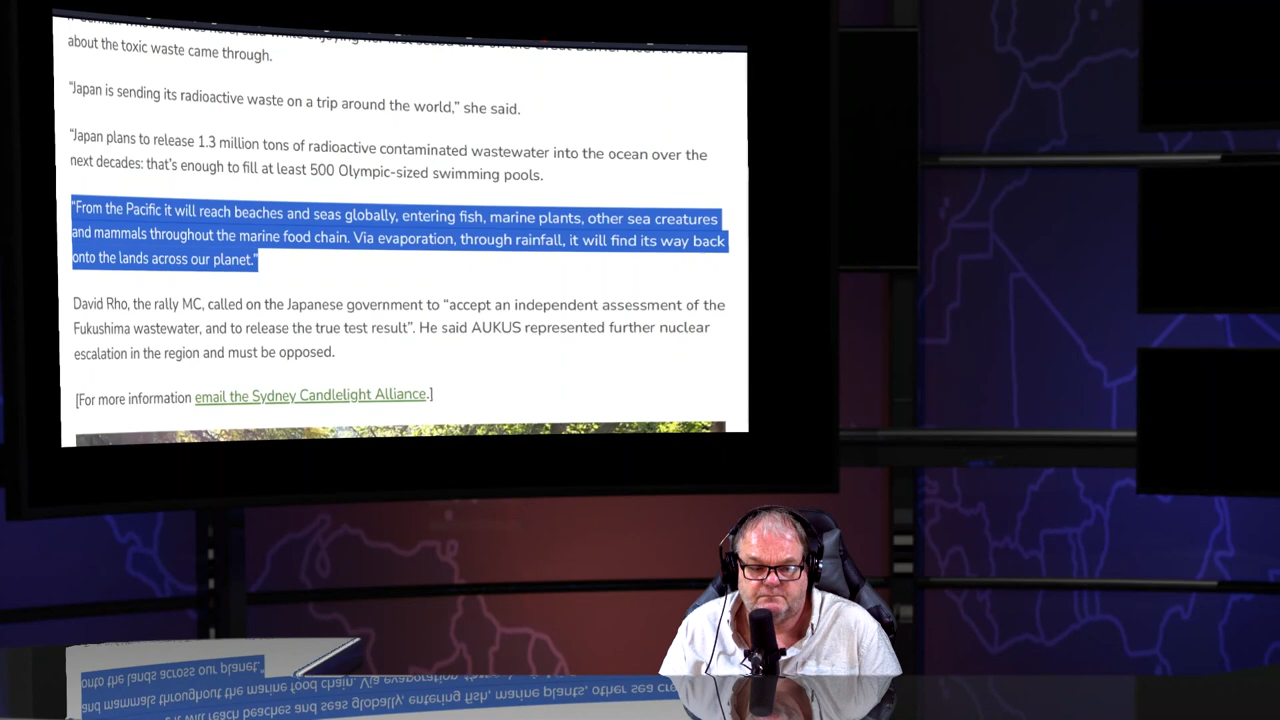 about the toxic waste came through.
"Japan is sending its radioactive waste on a trip around the world," she said.
"Japan plans to release 1.3 million tons of radioactive contaminated wastewater into the ocean over the
next decades: that's enough to fill at least 500 Olympic-sized swimming pools.
"From the Pacific it will reach beaches and seas globally, entering fish, marine plants, other sea creatures
and mammals throughout the marine food chain. Via evaporation, through rainfall, it will find its way back
onto the lands across our planet."
David Rho, the rally MC, called on the Japanese government to "accept an independent assessment of the
Fukushima wastewater, and to release the true test result". He said AUKUS represented further nuclear
escalation in the region and must be opposed.
[For more information email the Sydney Candlelight Alliance.]